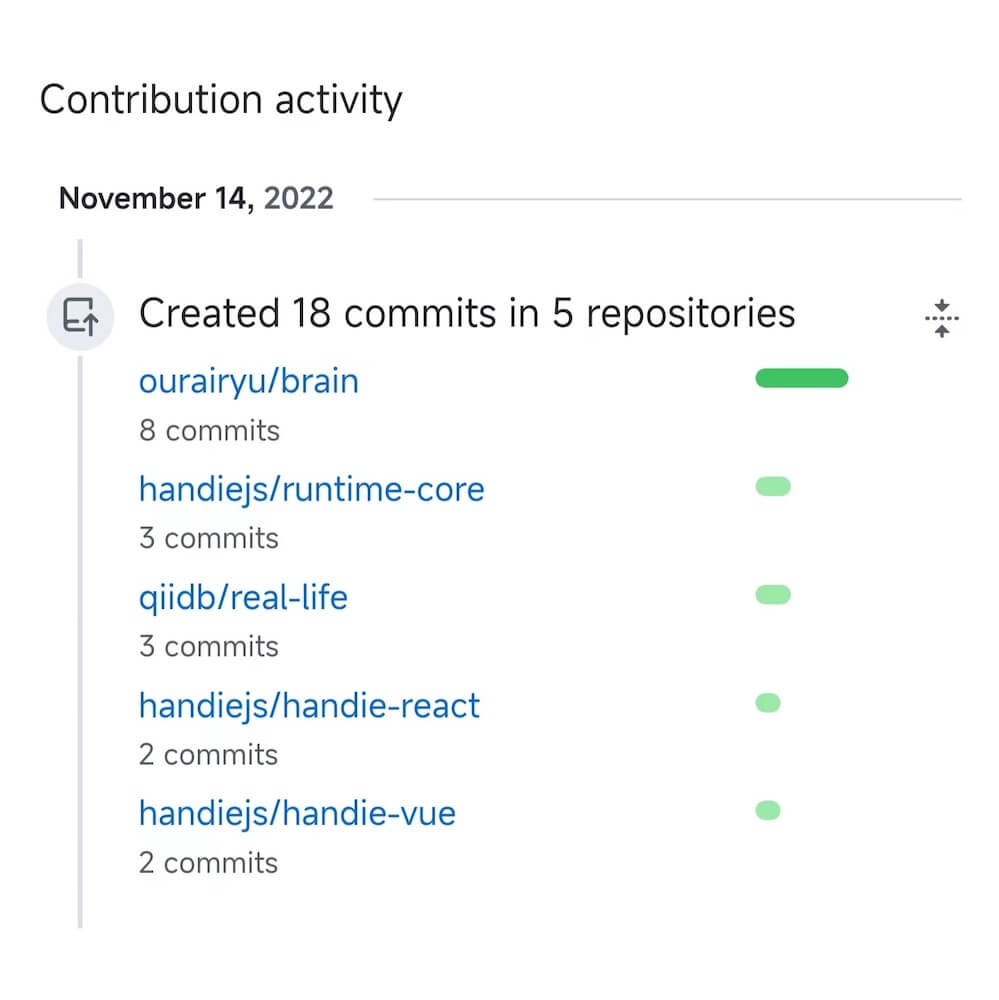 Contribution activity
November 14, 2022
Created 18 commits in 5 repositories
ourairyu/brain
8 commits
handiejs/runtime-core
3 commits
qiidb/real-life
3 commits
handiejs/handie-react
2 commits
handiejs/handie-vue
2 commits